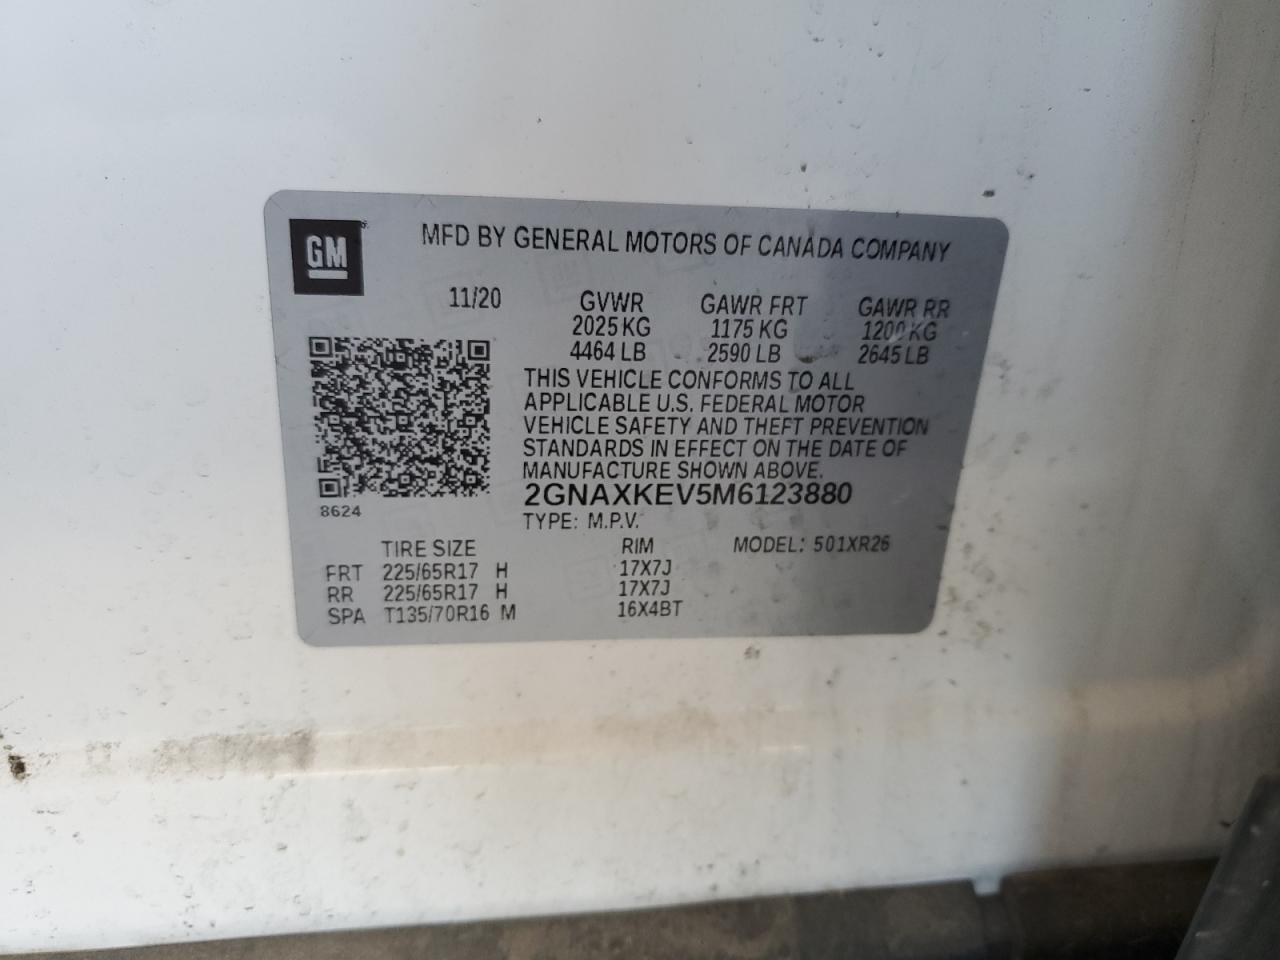 GM
MFD BY GENERAL MOTORS OF CANADA COMPANY
11/20 GVWR GAWR FRT GAWR RR
2025 KG 1175 KG 1200 KG
4464 LB 2590 LB 2645 LB
THIS VEHICLE CONFORMS TO ALL
APPLICABLE U.S. FEDERAL MOTOR
VEHICLE SAFETY AND THEFT PREVENTION
STANDARDS IN EFFECT ON THE DATE OF
MANUFACTURE SHOWN ABOVE.
2GNAXKEV5M6123880
8624
TYPE: M.P.V.
TIRE SIZE RIM MODEL: 501XR26
FRT 225/65R17 H 17X7J
RR 225/65R17 H 17X7J
SPA T135/70R16 M 16X4BT